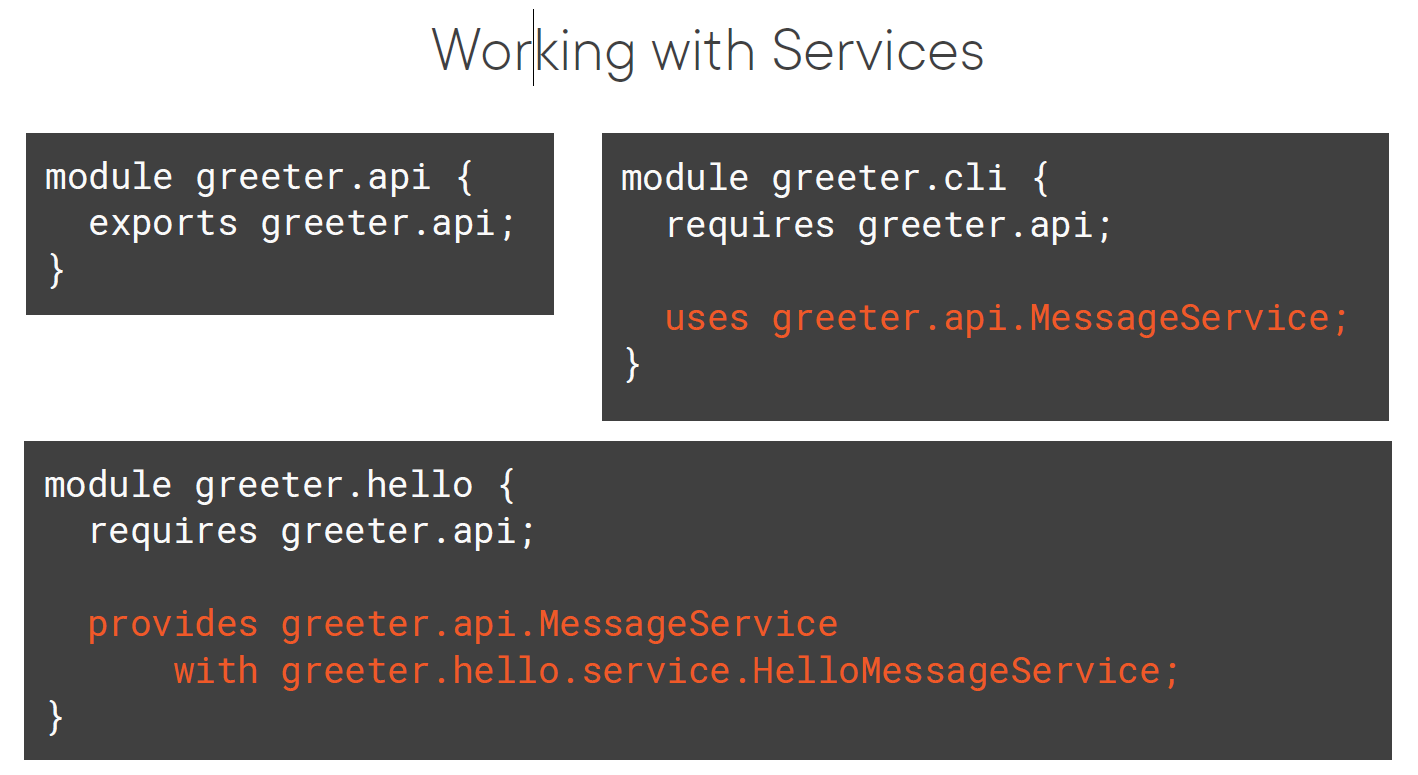 Working with Services
module greeter.api {
exports greeter.api;
}
module greeter.cli {
requires greeter.api;
uses greeter.api.MessageService;
}
module greeter.hello {
requires greeter.api;
provides greeter.api.MessageService
with greeter.hello.service.HelloMessageService;
}